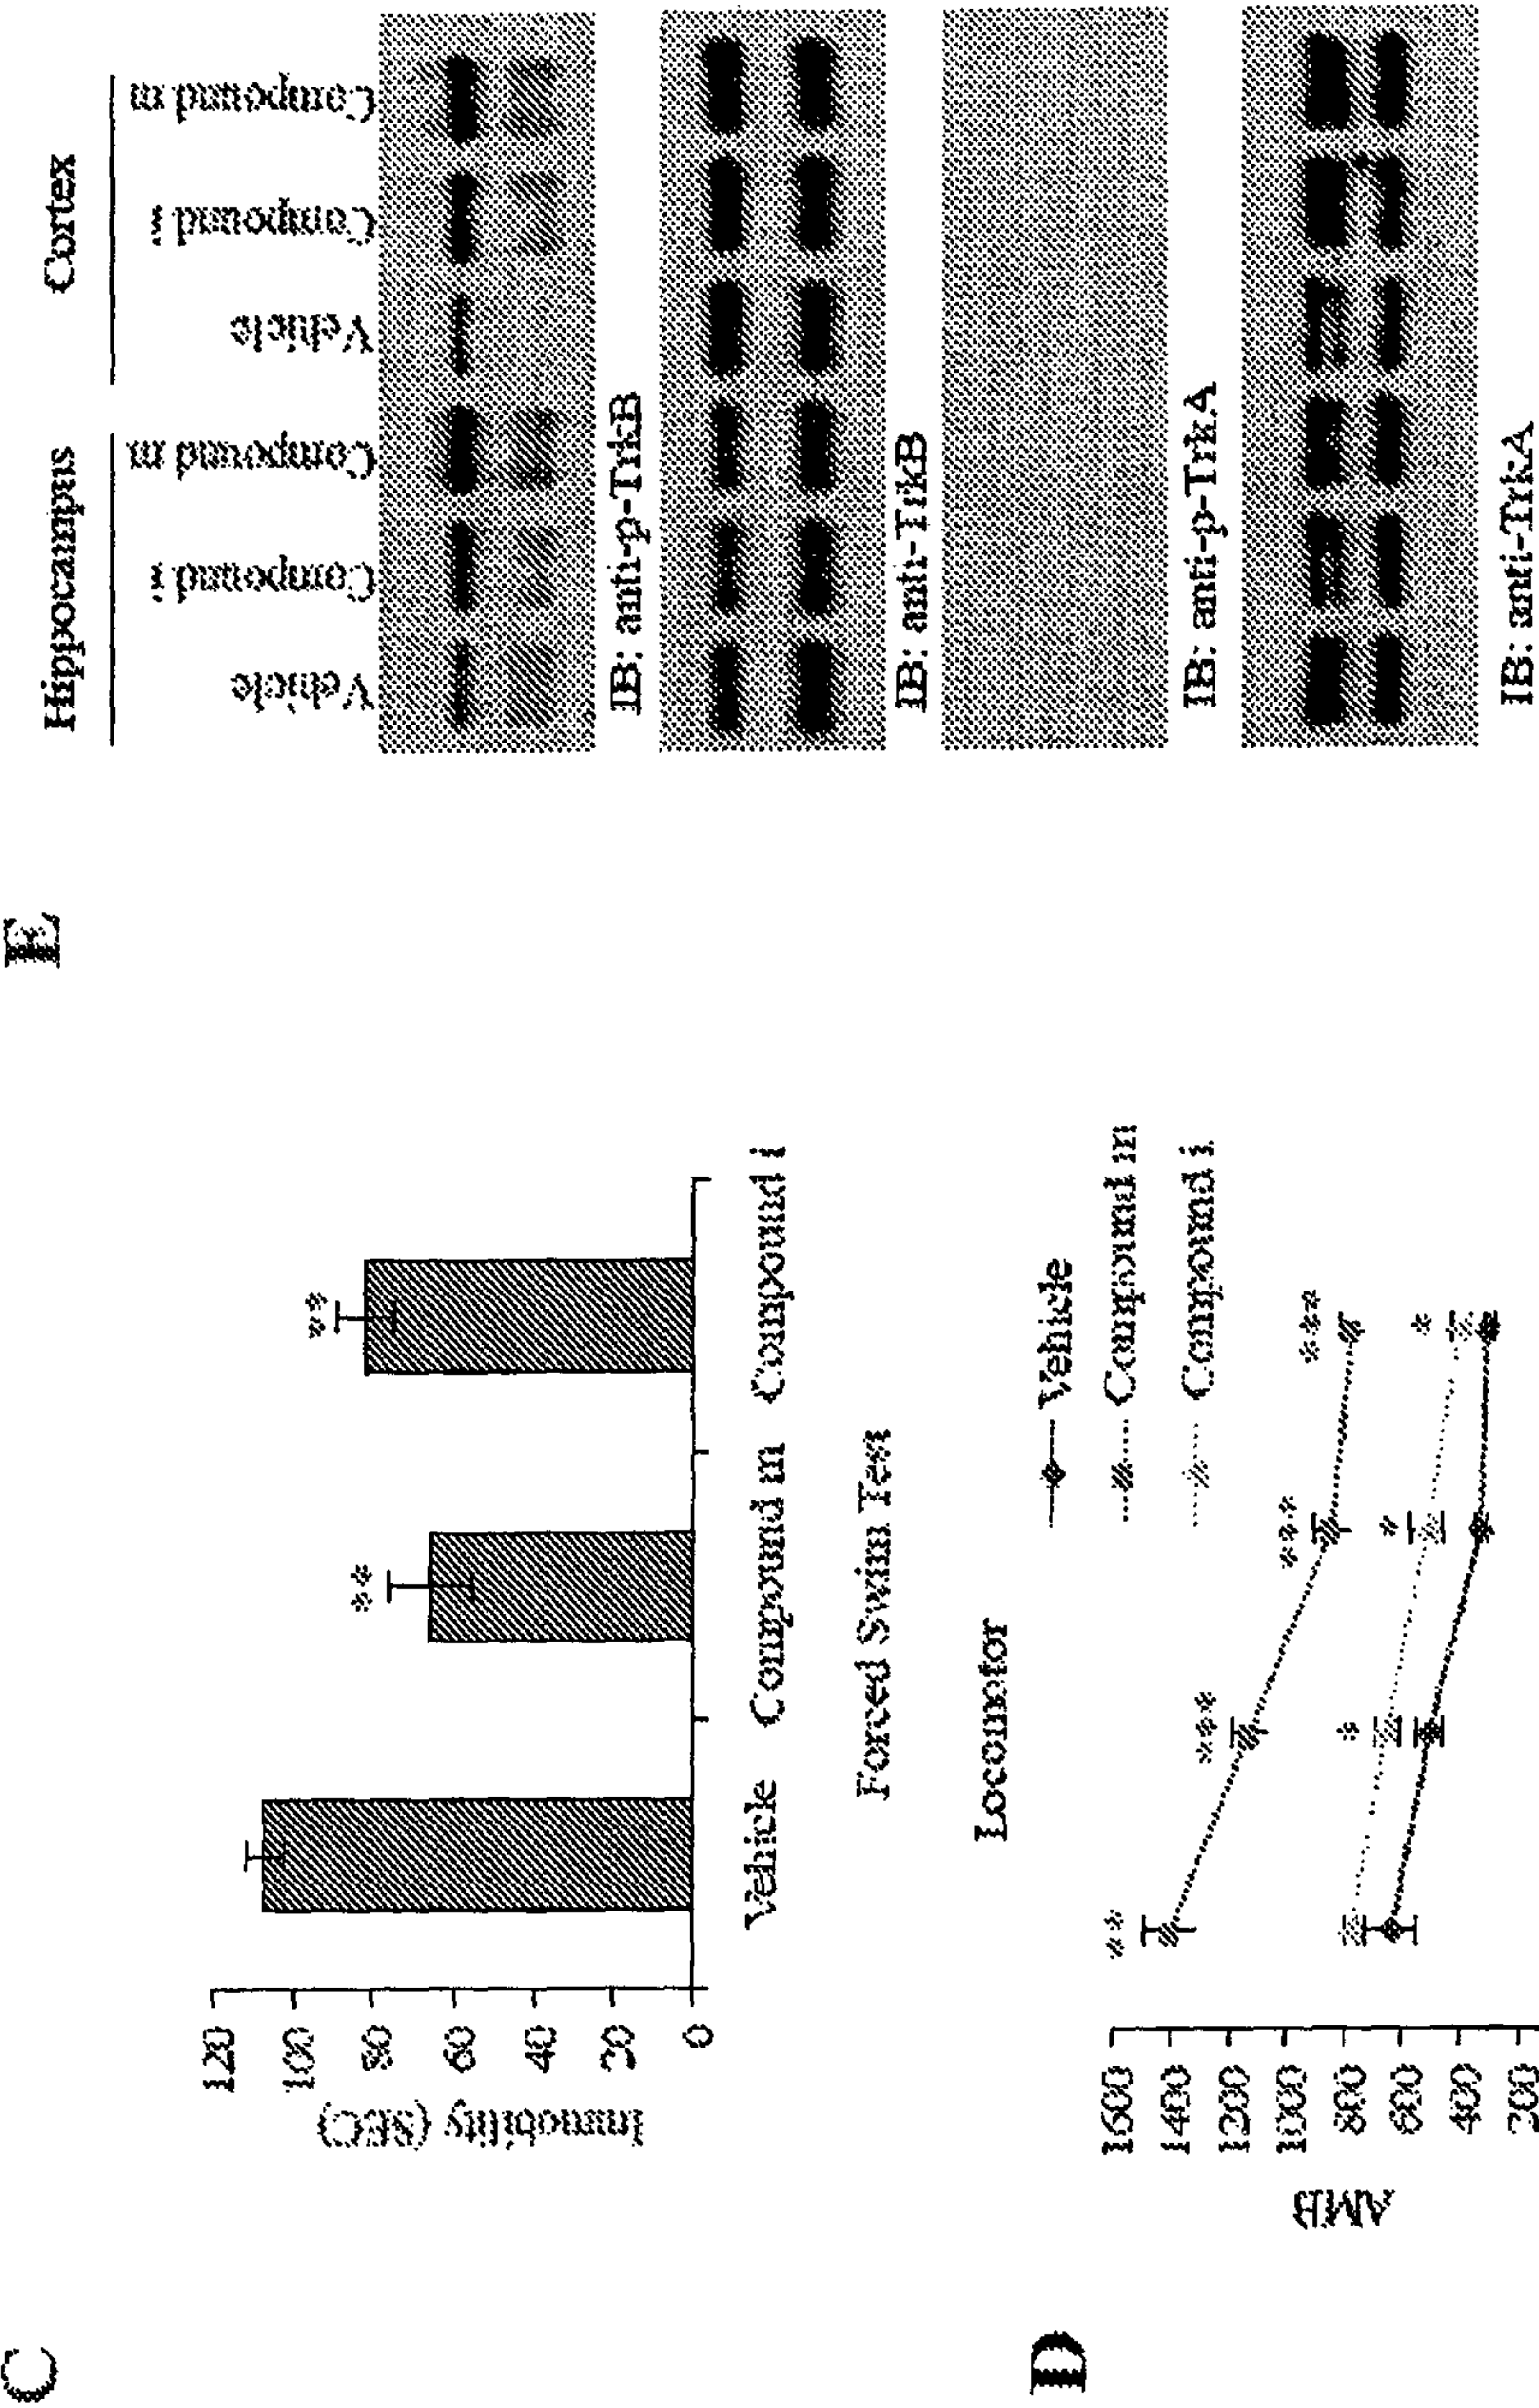 C
Immobility (SEC)
120
100
80
60
40
20
0
**
**
Vehicle
Compound m
Compound i
Forced Swim Test
D
Locomotor
Vehicle
Compound m
Compound i
AMB
1600
1400
1200
1000
800
600
400
200
**
***
***
***
*
*
*
E
Hippocampus
Cortex
Vehicle
Compound i
Compound m
Vehicle
Compound i
Compound m
IB: anti-p-TrkB
IB: anti-TrkB
IB: anti-p-TrkA
IB: anti-TrkA